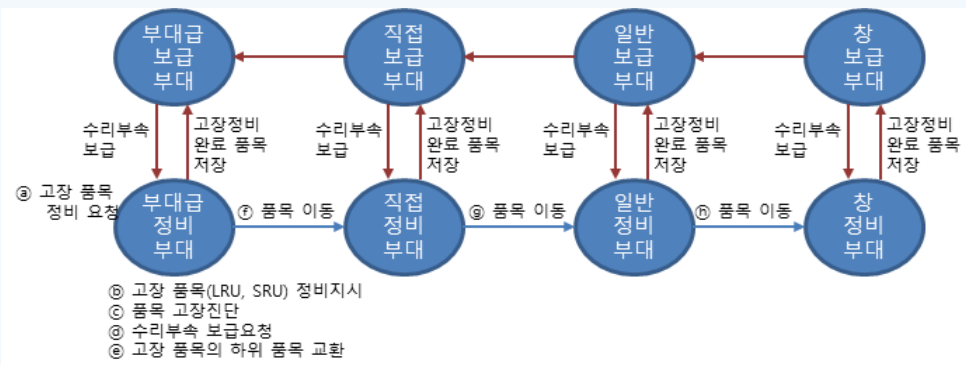 부대급
보급
부대
직접
보급
부대
일반
보급
부대
창
보급
부대
수리부속
보급
고장정비
완료 품목
저장
수리부속
보급
고장정비
완료 품목
저장
수리부속
보급
고장정비
완료 품목
저장
수리부속
보급
고장정비
완료 품목
저장
ⓐ 고장 품목
정비 요청
부대급
정비
부대
ⓕ 품목 이동
직접
정비
부대
ⓖ 품목 이동
일반
정비
부대
ⓗ 품목 이동
창
정비
부대
ⓑ 고장 품목(LRU, SRU) 정비지시
ⓒ 품목 고장진단
ⓓ 수리부속 보급요청
ⓔ 고장 품목의 하위 품목 교환